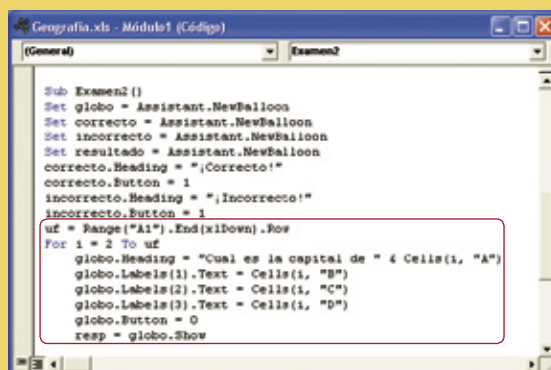 Geografia.xls - Módulo1 (Código)
(General) Examen2
Sub Examen2()
Set globo = Assistant.NewBalloon
Set correcto = Assistant.NewBalloon
Set incorrecto = Assistant.NewBalloon
Set resultado = Assistant.NewBalloon
correcto.Heading = "¡Correcto!"
correcto.Button = 1
incorrecto.Heading = "¡Incorrecto!"
incorrecto.Button = 1
uf = Range("A1").End(xlDown).Row
For i = 2 To uf
globo.Heading = "Cual es la capital de " & Cells(i, "A")
globo.Labels(1).Text = Cells(i, "B")
globo.Labels(2).Text = Cells(i, "C")
globo.Labels(3).Text = Cells(i, "D")
globo.Button = 0
resp = globo.Show